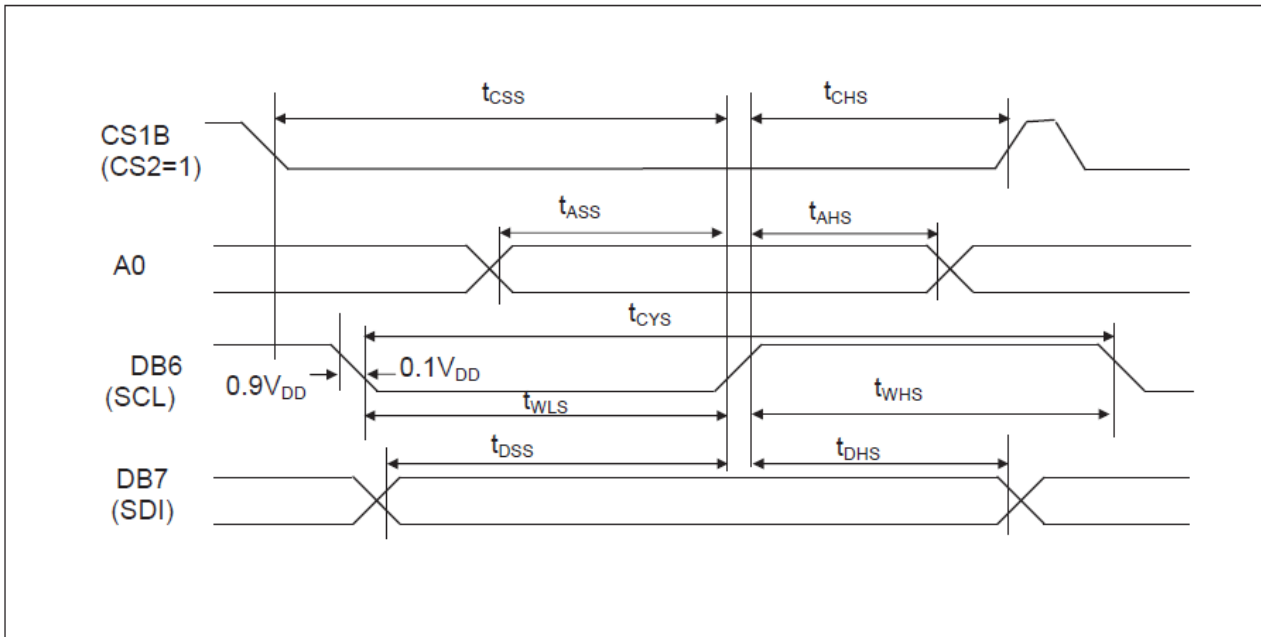 tCSS
tCHS
CS1B
(CS2=1)
tASS
tAHS
A0
tCYS
DB6
(SCL)
0.9VDD
0.1VDD
tWLS
tWHS
tDSS
tDHS
DB7
(SDI)